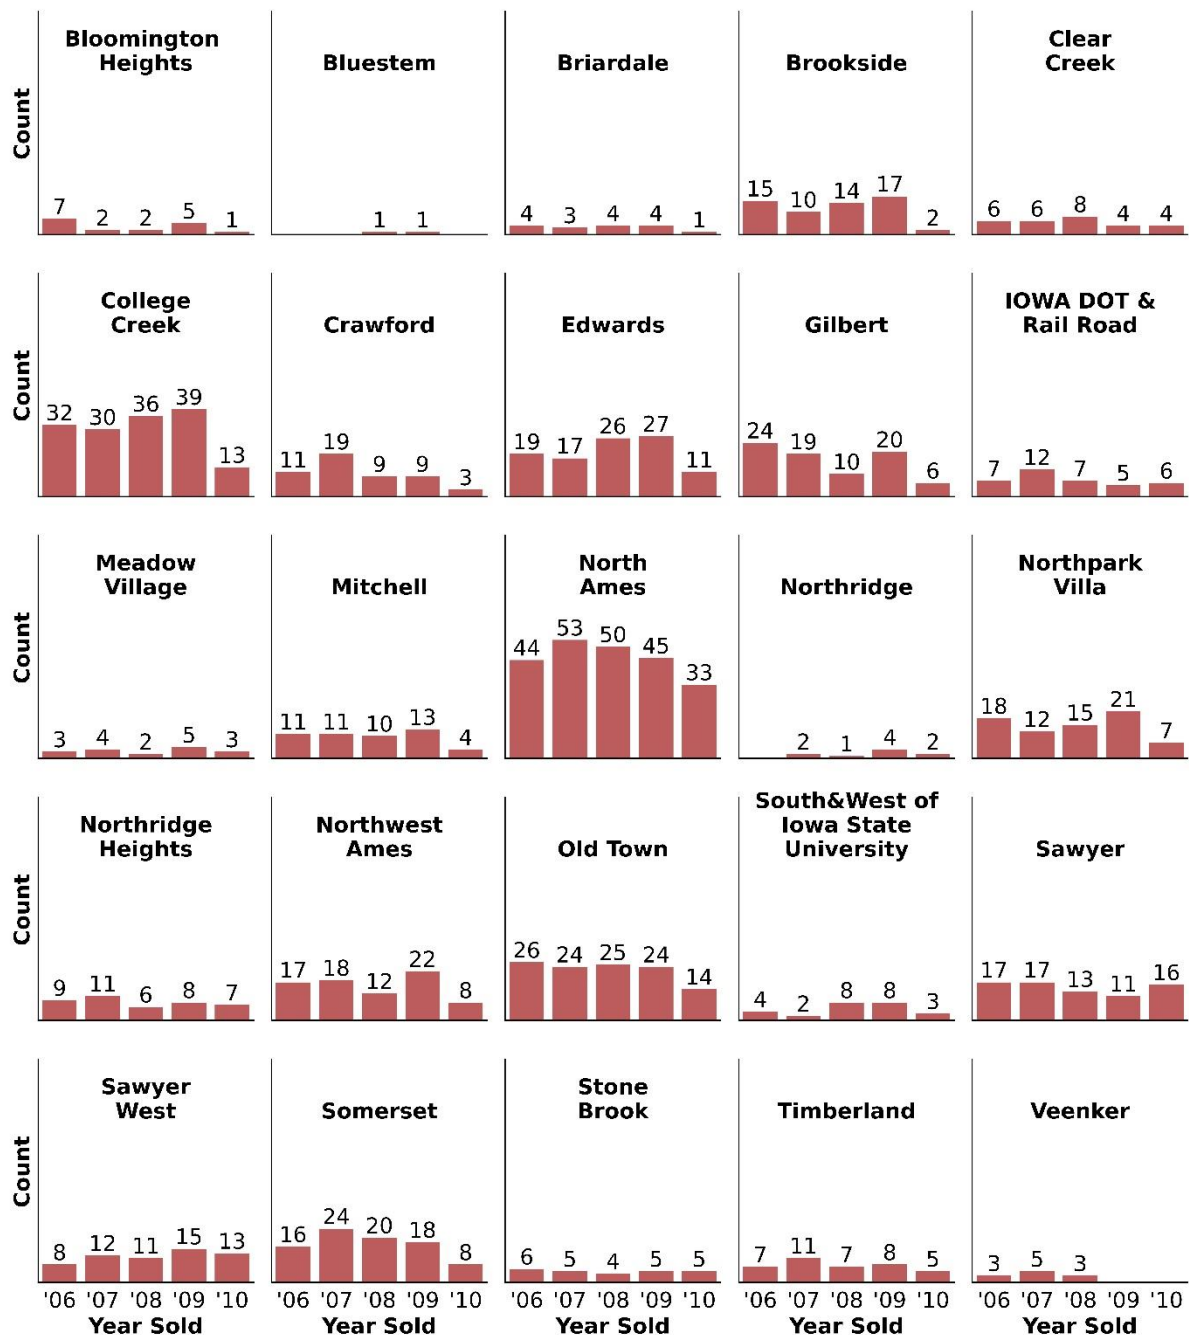 Bloomington
Heights
Bluestem
Briardale
Brookside
Clear
Creek
Count
7 2 2 5 1
1 1
4 3 4 4 1
15 10 14 17 2
6 6 8 4 4
College
Creek
Crawford
Edwards
Gilbert
IOWA DOT &
Rail Road
Count
32 30 36 39 13
11 19 9 9 3
19 17 26 27 11
24 19 10 20 6
7 12 7 5 6
Meadow
Village
Mitchell
North
Ames
Northridge
Northpark
Villa
Count
3 4 2 5 3
11 11 10 13 4
44 53 50 45 33
2 1 4 2
18 12 15 21 7
Northridge
Heights
Northwest
Ames
Old Town
South&West of
Iowa State
University
Sawyer
Count
9 11 6 8 7
17 18 12 22 8
26 24 25 24 14
4 2 8 8 3
17 17 13 11 16
Sawyer
West
Somerset
Stone
Brook
Timberland
Veenker
Count
8 12 11 15 13
16 24 20 18 8
6 5 4 5 5
7 11 7 8 5
3 5 3
'06 '07 '08 '09 '10
Year Sold
'06 '07 '08 '09 '10
Year Sold
'06 '07 '08 '09 '10
Year Sold
'06 '07 '08 '09 '10
Year Sold
'06 '07 '08 '09 '10
Year Sold